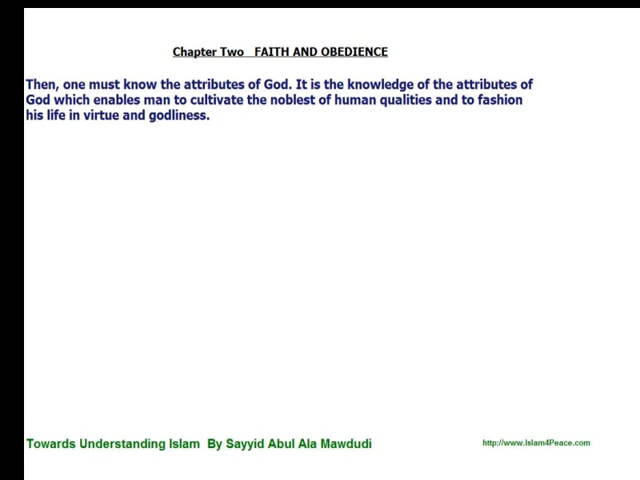 Chapter Two FAITH AND OBEDIENCE
Then, one must know the attributes of God. It is the knowledge of the attributes of
God which enables man to cultivate the noblest of human qualities and to fashion
his life in virtue and godliness.
Towards Understanding Islam By Sayyid Abul Ala Mawdudi
http://www.Islam4Peace.com